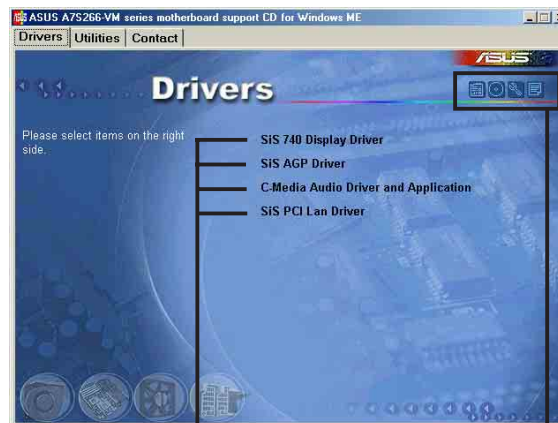 ASUS A7S266-VM series motherboard support CD for Windows ME
Drivers Utilities Contact
ASUS
Drivers
Please select items on the right
side.
SiS 740 Display Driver
SiS AGP Driver
C-Media Audio Driver and Application
SiS PCI Lan Driver